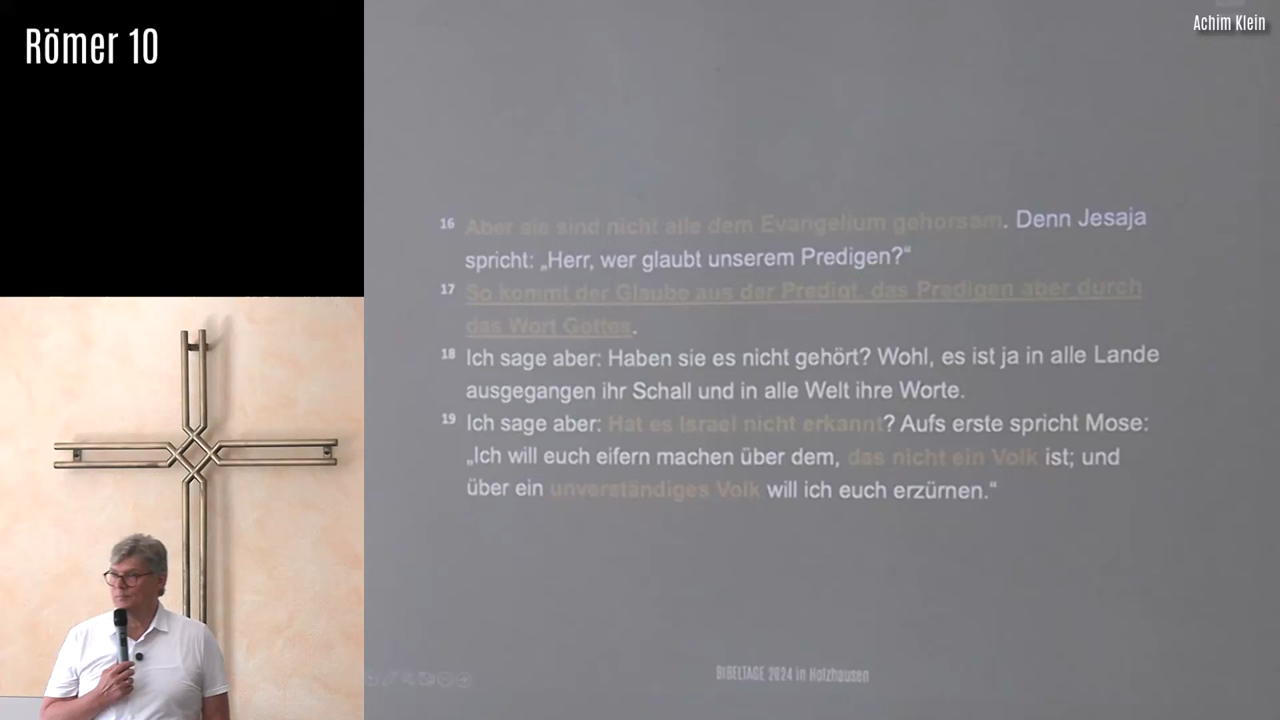 Römer 10
Achim Klein
16 Aber sie sind nicht alle dem Evangelium gehorsam. Denn Jesaja
spricht: „Herr, wer glaubt unserem Predigen?“
17 So kommt der Glaube aus der Predigt, das Predigen aber durch
das Wort Gottes.
18 Ich sage aber: Haben sie es nicht gehört? Wohl, es ist ja in alle Lande
ausgegangen ihr Schall und in alle Welt ihre Worte.
19 Ich sage aber: Hat es Israel nicht erkannt? Aufs erste spricht Mose:
„Ich will euch eifern machen über dem, das nicht ein Volk ist; und
über ein unverständiges Volk will ich euch erzürnen.“
BIBELTAGE 2024 in Holzhausen